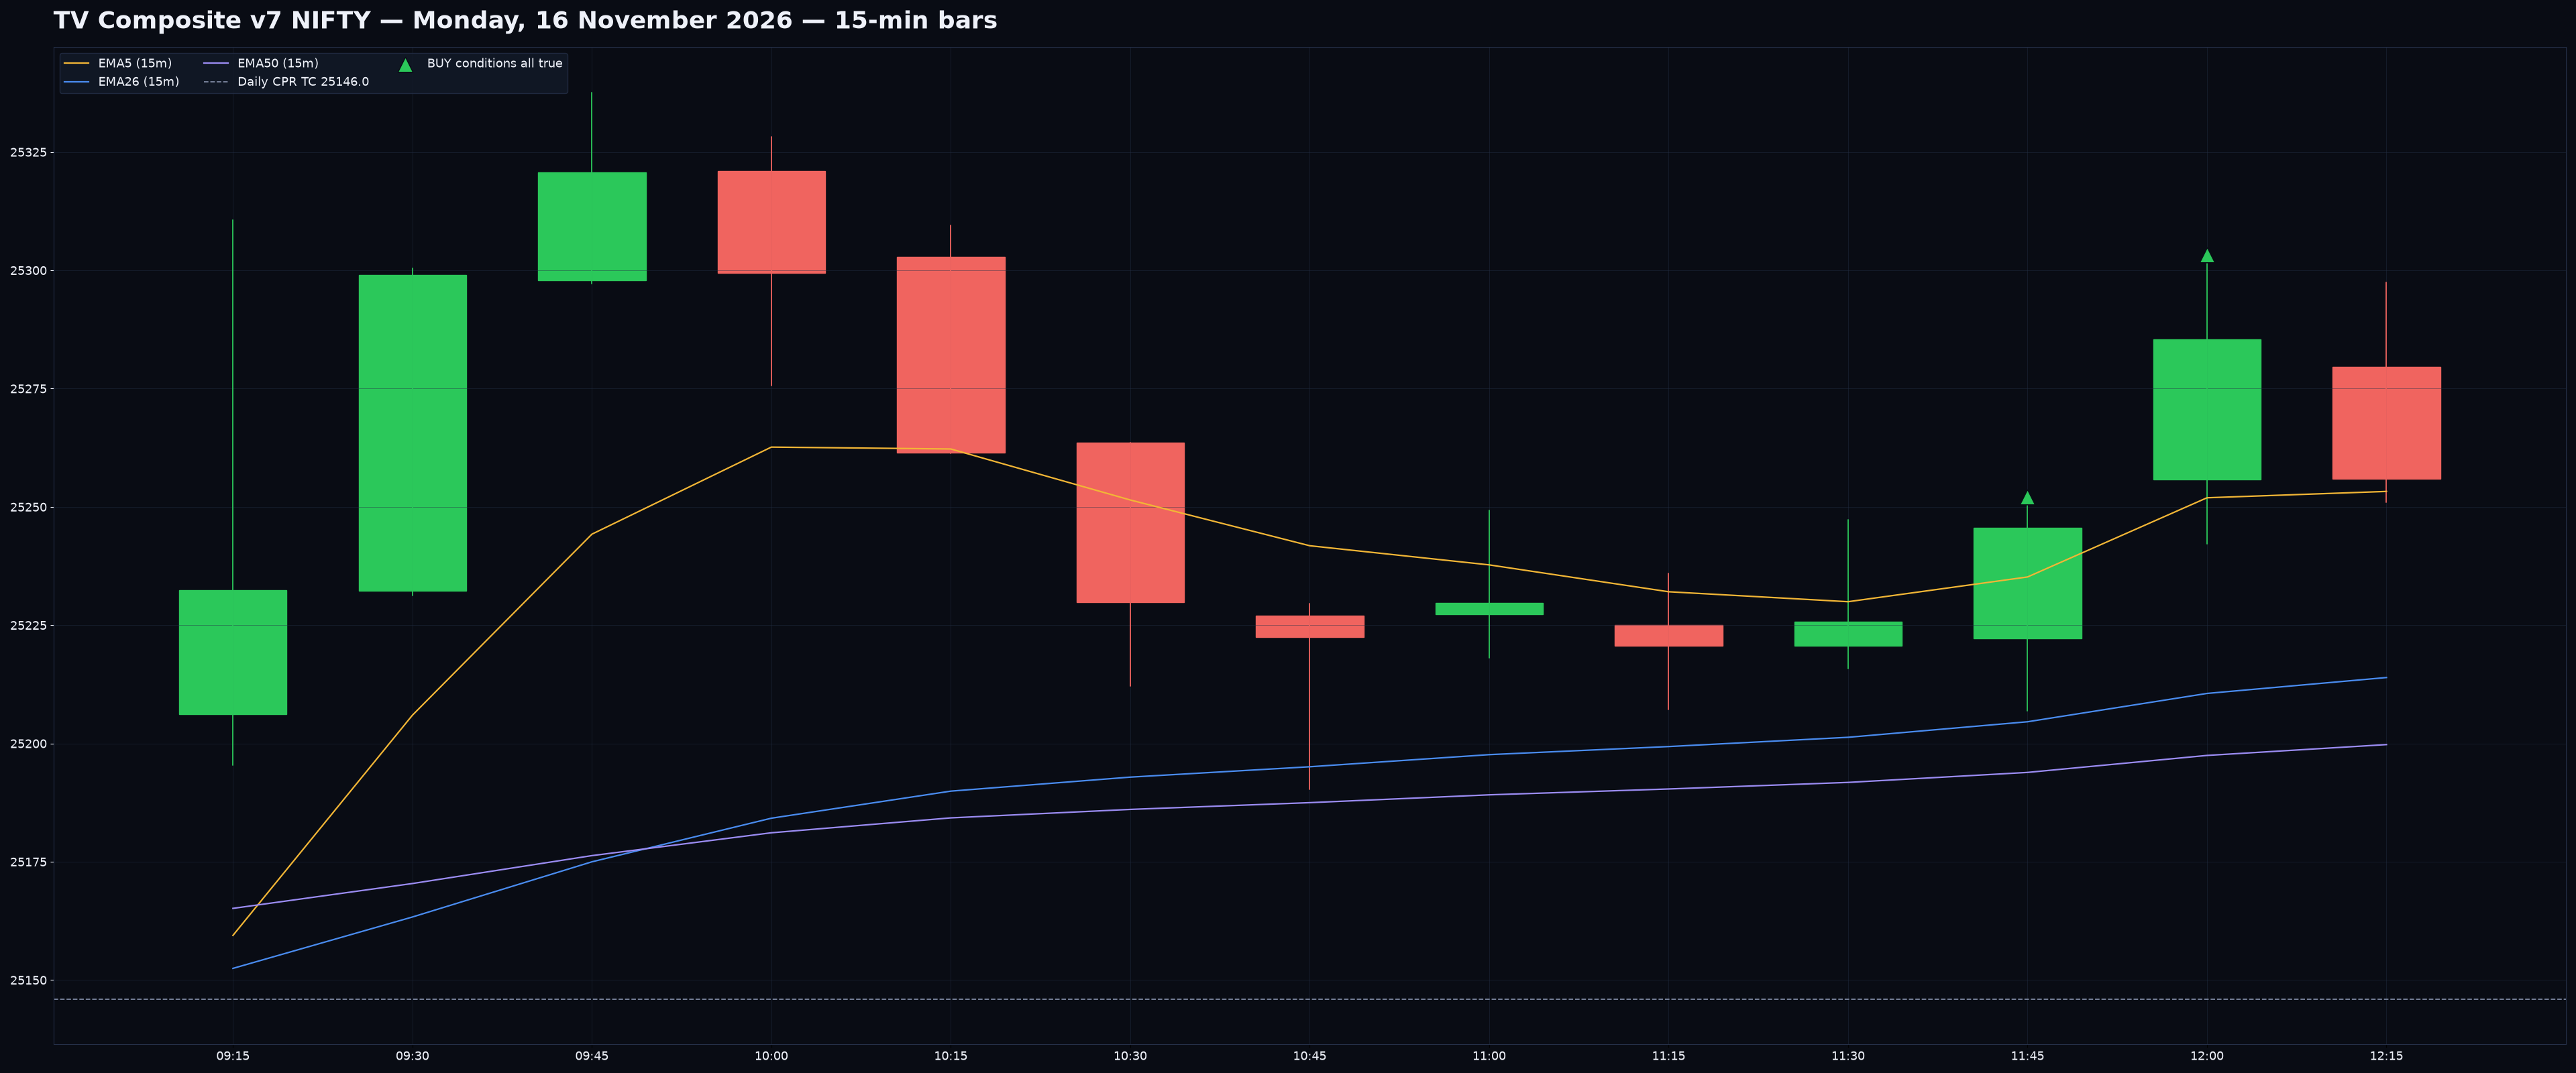 TV Composite v7 NIFTY — Monday, 16 November 2026 — 15-min bars
EMA5 (15m)
EMA26 (15m)
EMA50 (15m)
Daily CPR TC 25146.0
BUY conditions all true
25325
25300
25275
25250
25225
25200
25175
25150
09:15 09:30 09:45 10:00 10:15 10:30 10:45 11:00 11:15 11:30 11:45 12:00 12:15